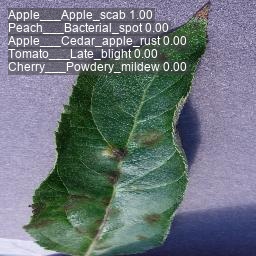 Apple___Apple_scab 1.00
Peach___Bacterial_spot 0.00
Apple___Cedar_apple_rust 0.00
Tomato___Late_blight 0.00
Cherry___Powdery_mildew 0.00